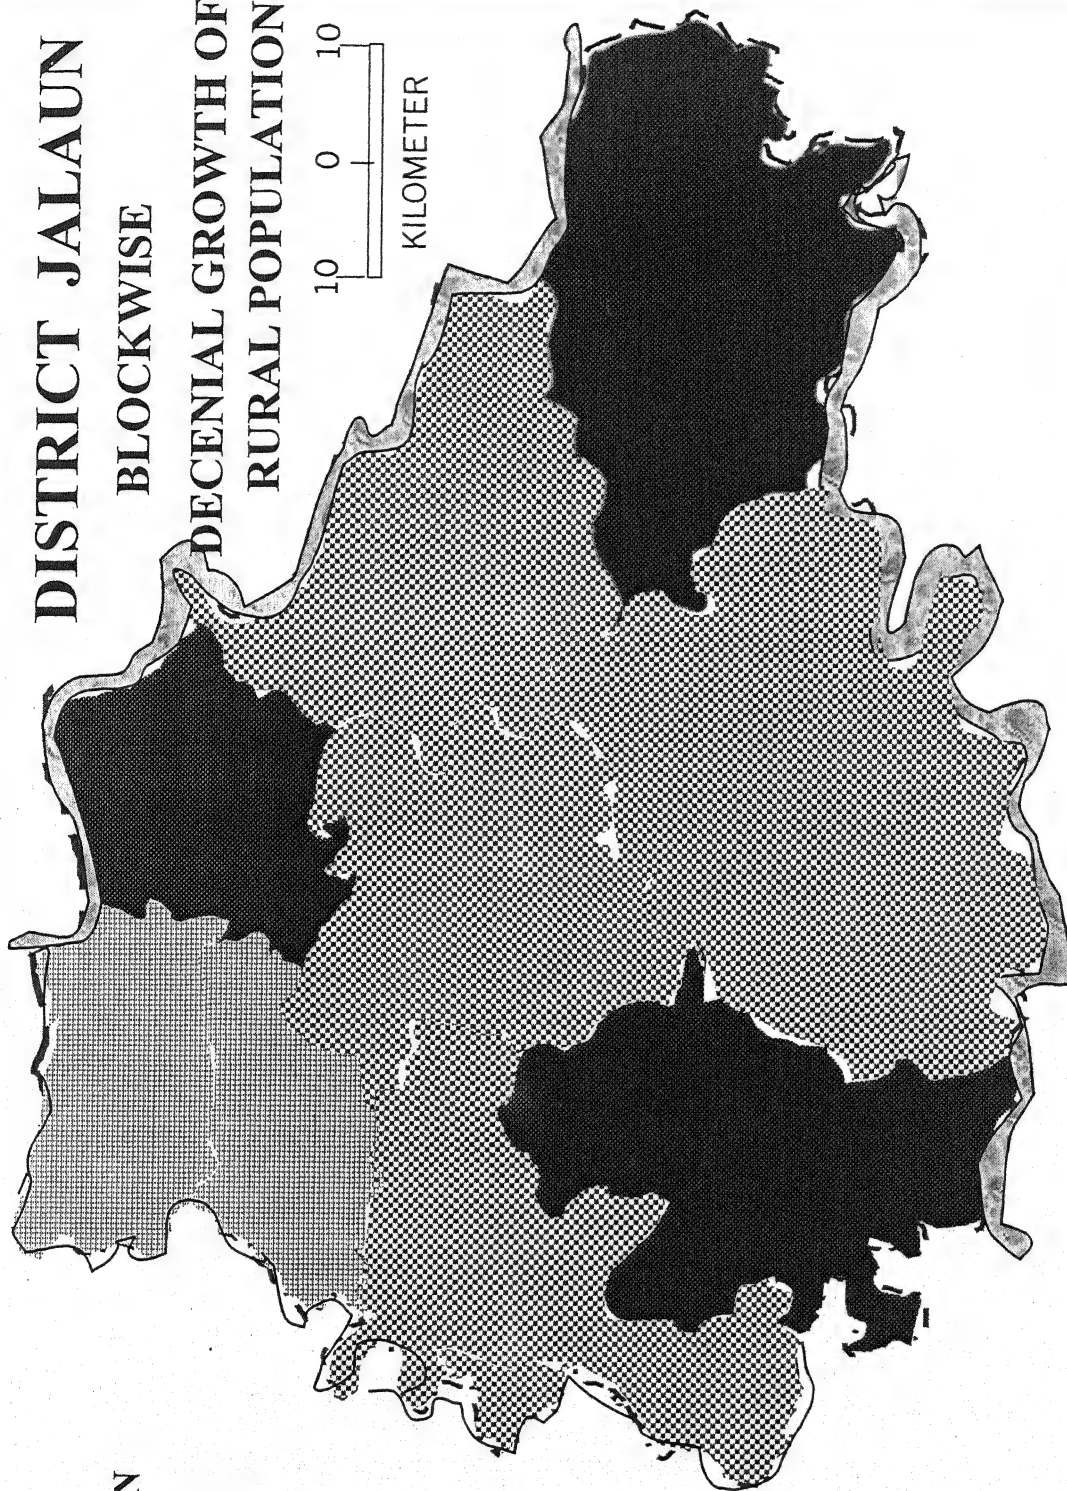 DISTRICT JALAUN
BLOCKWISE
DECENIAL GROWTH OF
RURAL POPULATION
10 0 10
KILOMETER
N